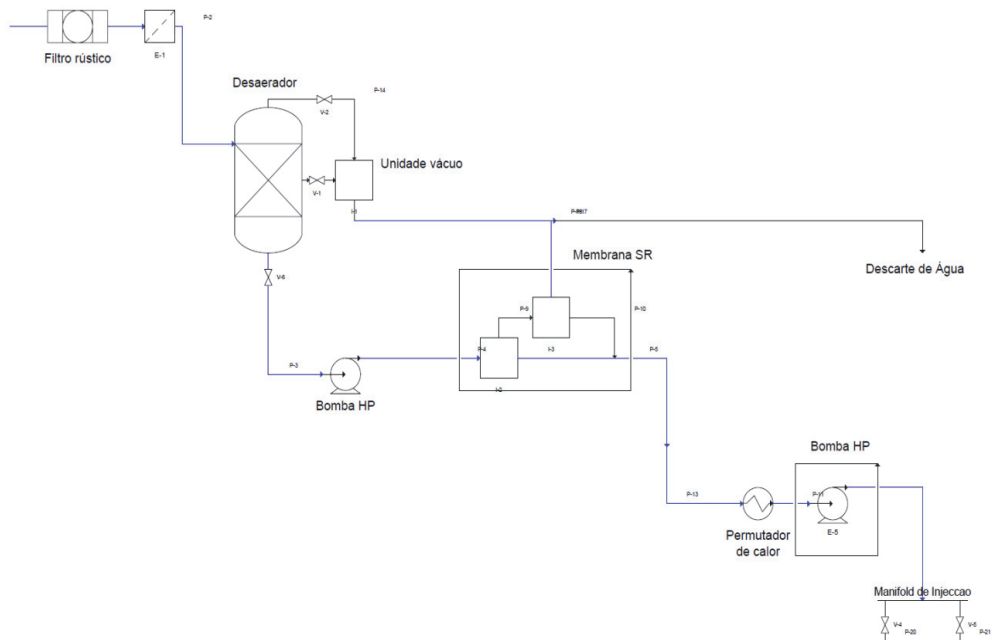 P-2
Filtro rústico
E-1
Desaerador
P-14
V-2
Unidade vácuo
V-1
I-1
Membrana SR
Descarte de Água
V-6
P-9
P-10
P-4
P-5
I-3
P-3
I-2
Bomba HP
Bomba HP
P-13
P-11
Permutador
de calor
E-5
Manifold de Injeccao
V-4
V-5
P-20
P-21